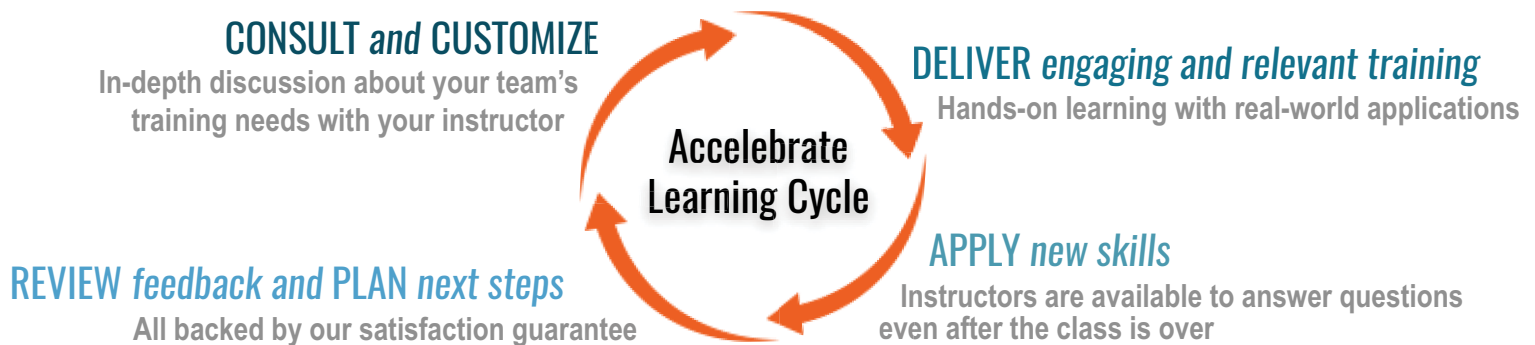 CONSULT and CUSTOMIZE
In-depth discussion about your team's
training needs with your instructor
DELIVER engaging and relevant training
Hands-on learning with real-world applications
Accelebrate
Learning Cycle
APPLY new skills
Instructors are available to answer questions
even after the class is over
REVIEW feedback and PLAN next steps
All backed by our satisfaction guarantee